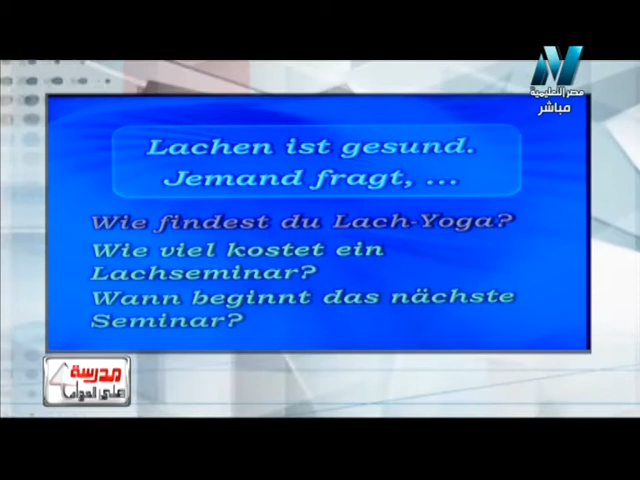 مصر التعليمية
مباشر
Lachen ist gesund.
Jemand fragt, ...
Wie findest du Lach-Yoga?
Wie viel kostet ein
Lachseminar?
Wann beginnt das nächste
Seminar?
مدرسة
على الهواء